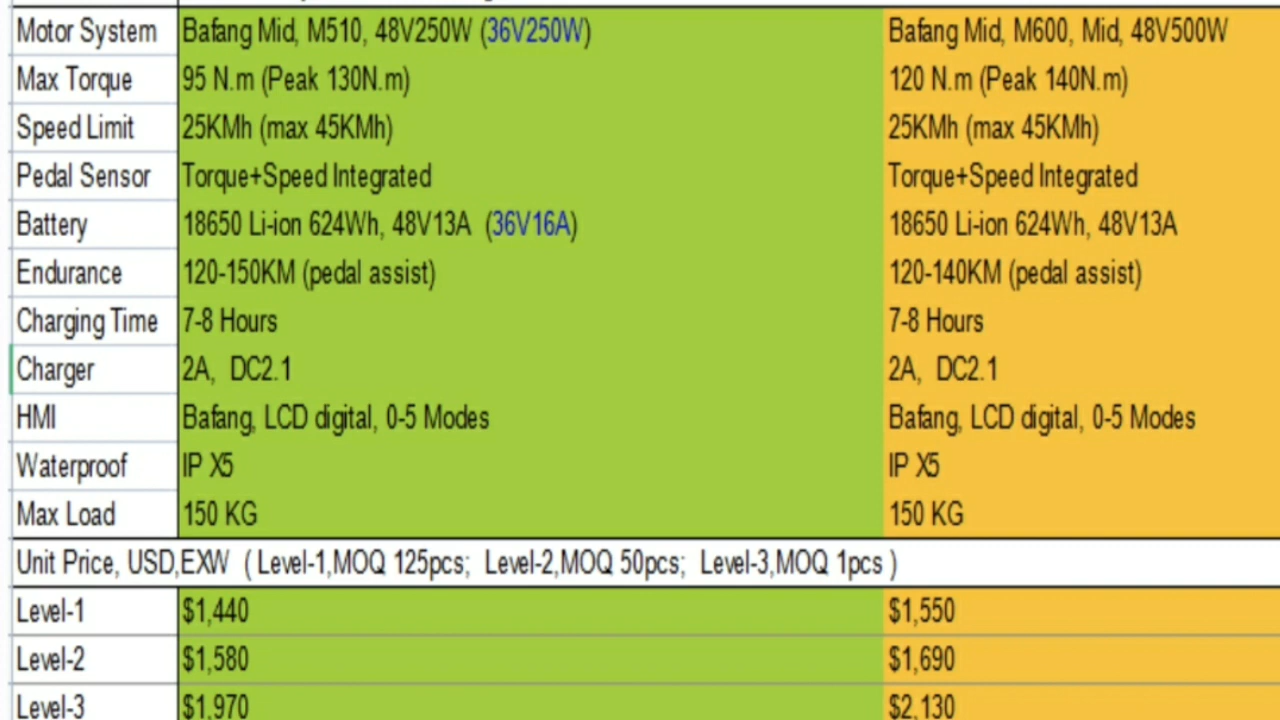 Motor System Bafang Mid, M510, 48V250W (36V250W) Bafang Mid, M600, Mid, 48V500W
Max Torque 95 N.m (Peak 130N.m) 120 N.m (Peak 140N.m)
Speed Limit 25KMh (max 45KMh) 25KMh (max 45KMh)
Pedal Sensor Torque+Speed Integrated Torque+Speed Integrated
Battery 18650 Li-ion 624Wh, 48V13A (36V16A) 18650 Li-ion 624Wh, 48V13A
Endurance 120-150KM (pedal assist) 120-140KM (pedal assist)
Charging Time 7-8 Hours 7-8 Hours
Charger 2A, DC2.1 2A, DC2.1
HMI Bafang, LCD digital, 0-5 Modes Bafang, LCD digital, 0-5 Modes
Waterproof IP X5 IP X5
Max Load 150 KG 150 KG
Unit Price, USD,EXW ( Level-1,MOQ 125pcs; Level-2,MOQ 50pcs; Level-3,MOQ 1pcs )
Level-1 $1,440 $1,550
Level-2 $1,580 $1,690
Level-3 $1,970 $2,130